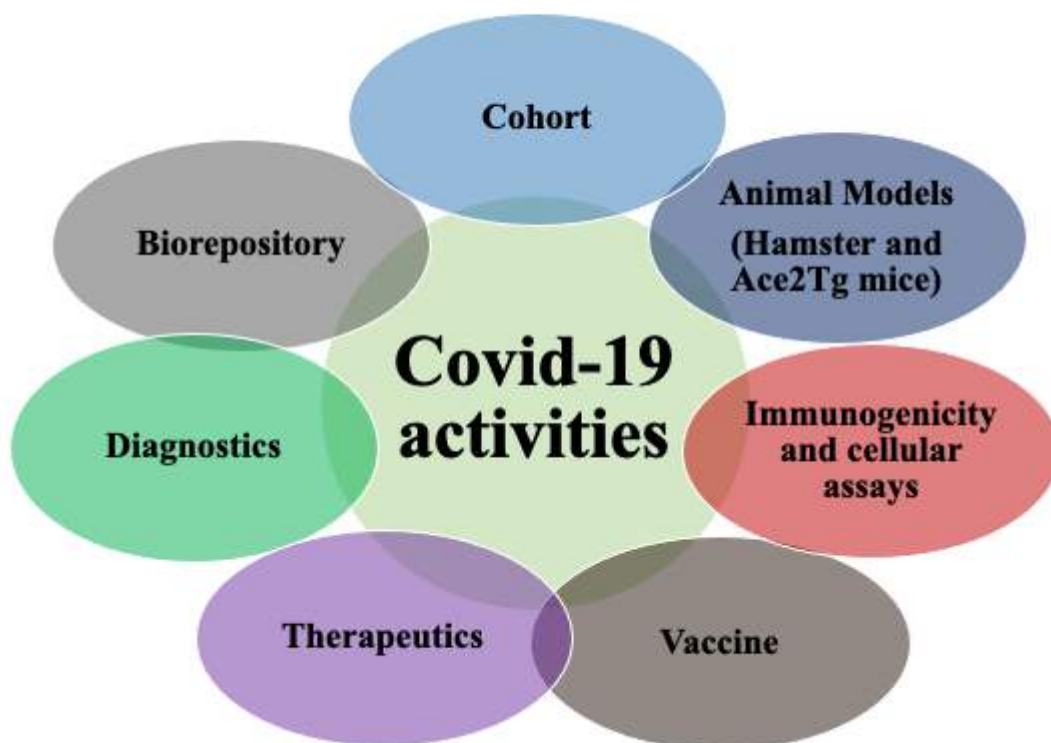 Cohort
Animal Models
(Hamster and
Ace2Tg mice)
Immunogenicity
and cellular
assays
Vaccine
Therapeutics
Diagnostics
Biorepository
Covid-19
activities